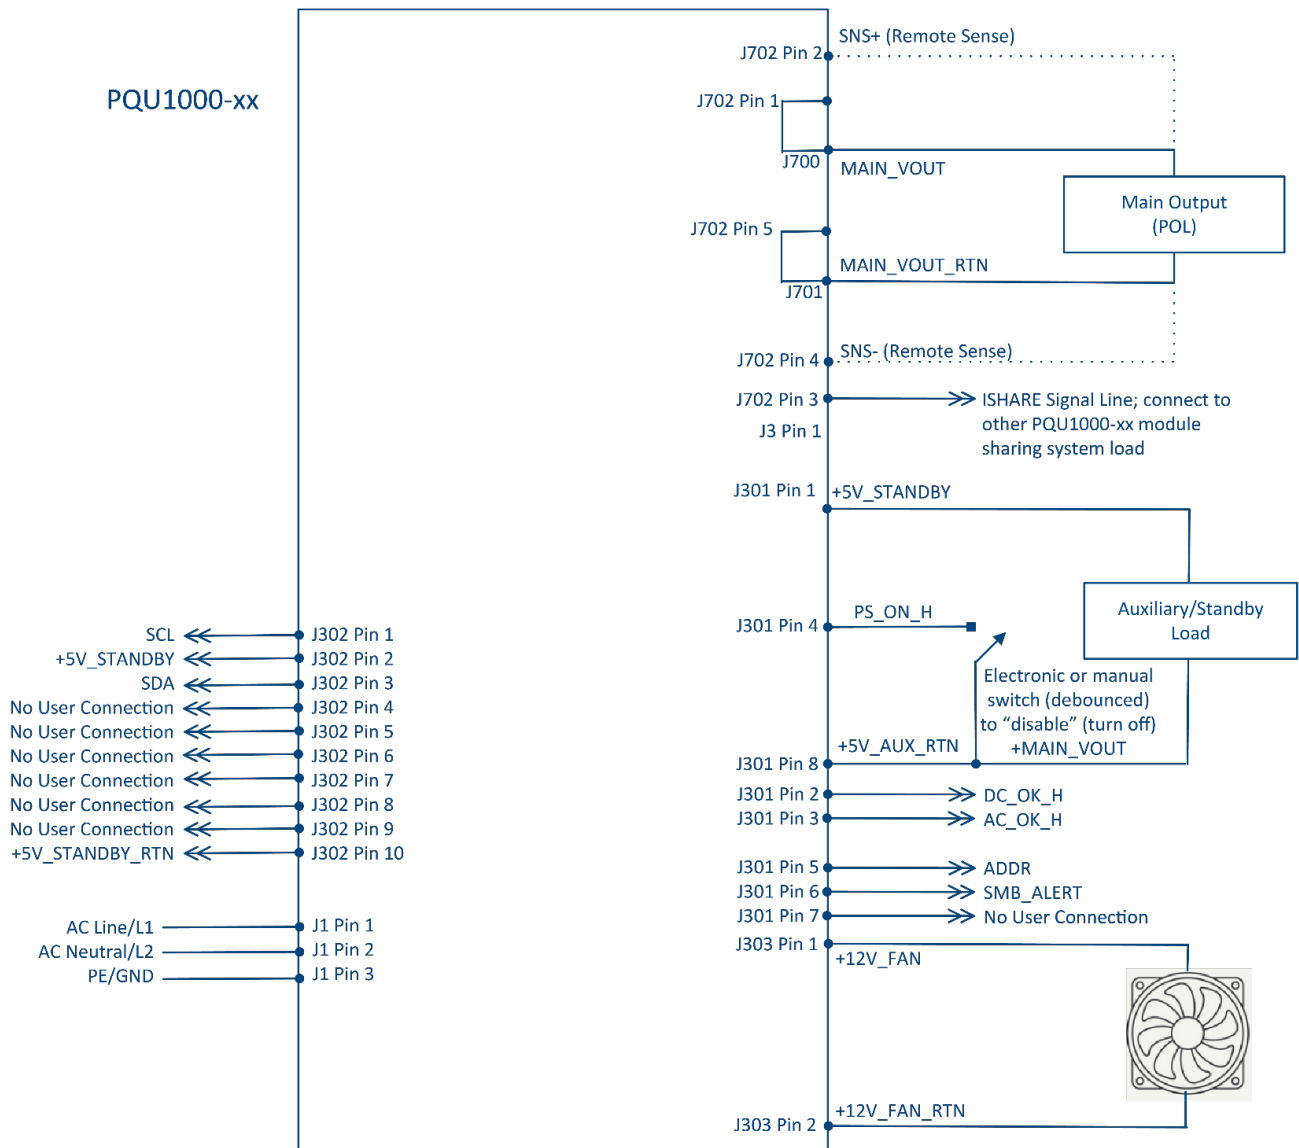 PQU1000-xx
SNS+ (Remote Sense)
J702 Pin 2
J702 Pin 1
J700
MAIN_VOUT
Main Output
(POL)
J702 Pin 5
MAIN_VOUT_RTN
J701
SNS- (Remote Sense)
J702 Pin 4
J702 Pin 3
ISHARE Signal Line; connect to
other PQU1000-xx module
sharing system load
J3 Pin 1
J301 Pin 1
+5V_STANDBY
Auxiliary/Standby
Load
J301 Pin 4
PS_ON_H
Electronic or manual
switch (debounced)
to “disable” (turn off)
+MAIN_VOUT
+5V_AUX_RTN
J301 Pin 8
J301 Pin 2
DC_OK_H
J301 Pin 3
AC_OK_H
J301 Pin 5
ADDR
J301 Pin 6
SMB_ALERT
J301 Pin 7
No User Connection
J303 Pin 1
+12V_FAN
+12V_FAN_RTN
J303 Pin 2
SCL
J302 Pin 1
+5V_STANDBY
J302 Pin 2
SDA
J302 Pin 3
No User Connection
J302 Pin 4
No User Connection
J302 Pin 5
No User Connection
J302 Pin 6
No User Connection
J302 Pin 7
No User Connection
J302 Pin 8
No User Connection
J302 Pin 9
+5V_STANDBY_RTN
J302 Pin 10
AC Line/L1
J1 Pin 1
AC Neutral/L2
J1 Pin 2
PE/GND
J1 Pin 3